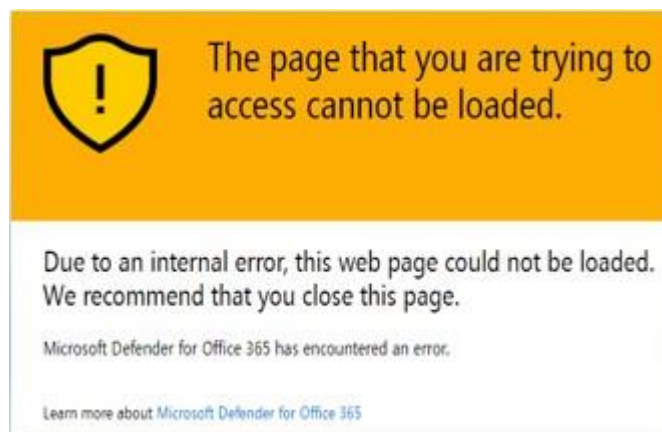 !
The page that you are trying to
access cannot be loaded.
Due to an internal error, this web page could not be loaded.
We recommend that you close this page.
Microsoft Defender for Office 365 has encountered an error.
Learn more about Microsoft Defender for Office 365